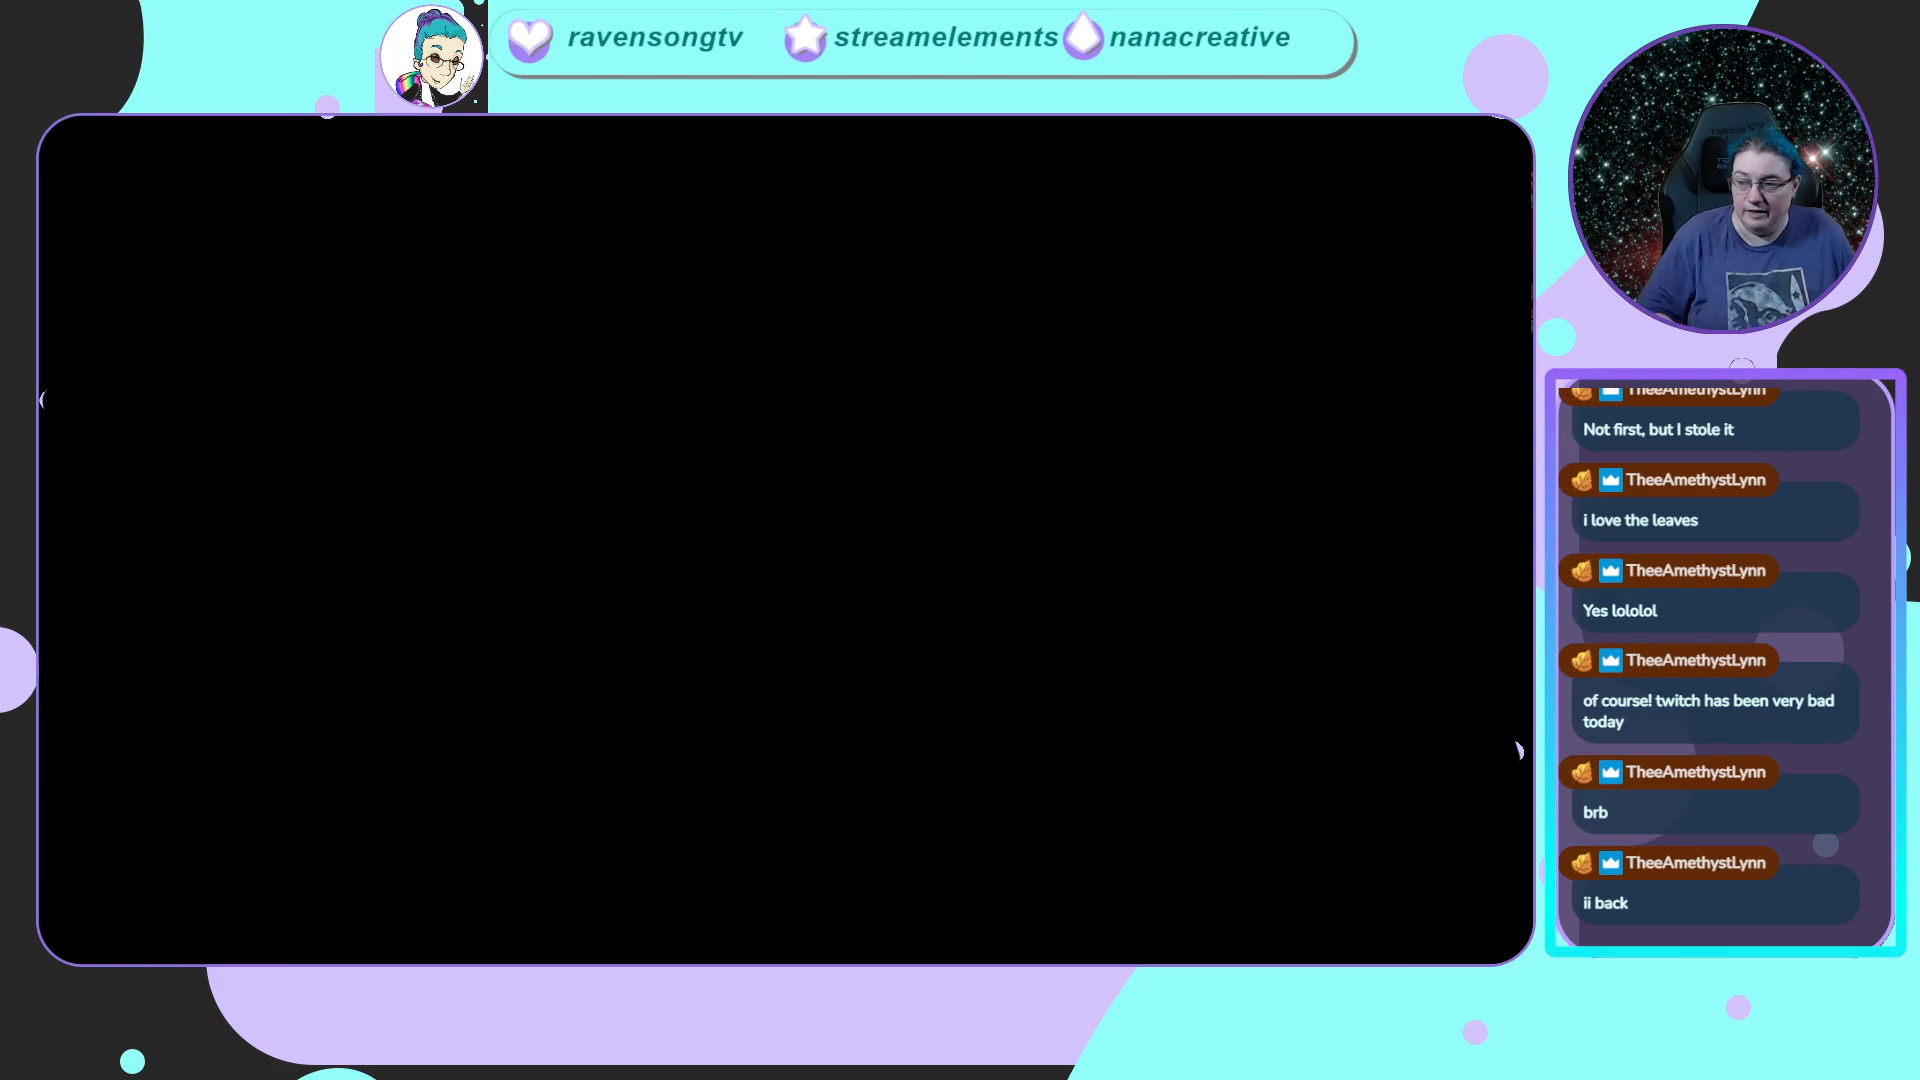 ravensongtv streamelements nanacreative
TheeAmethystLynn
Not first, but I stole it
TheeAmethystLynn
i love the leaves
TheeAmethystLynn
Yes lololol
TheeAmethystLynn
of course! twitch has been very bad
today
TheeAmethystLynn
brb
TheeAmethystLynn
ii back